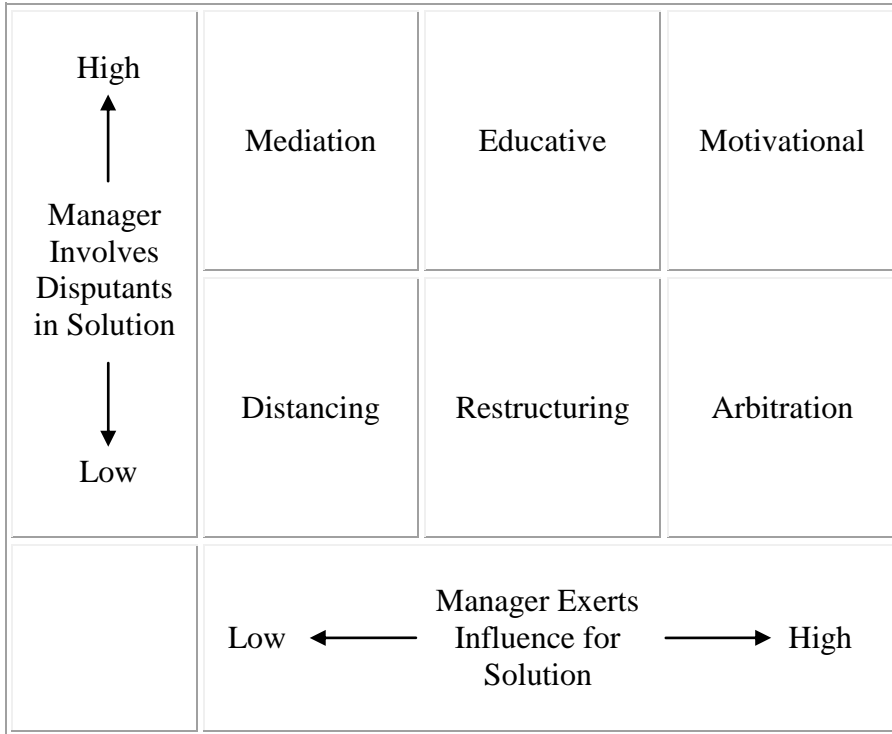 High
Manager
Involves
Disputants
in Solution
Low
Mediation
Educative
Motivational
Distancing
Restructuring
Arbitration
Low
Manager Exerts
Influence for
Solution
High